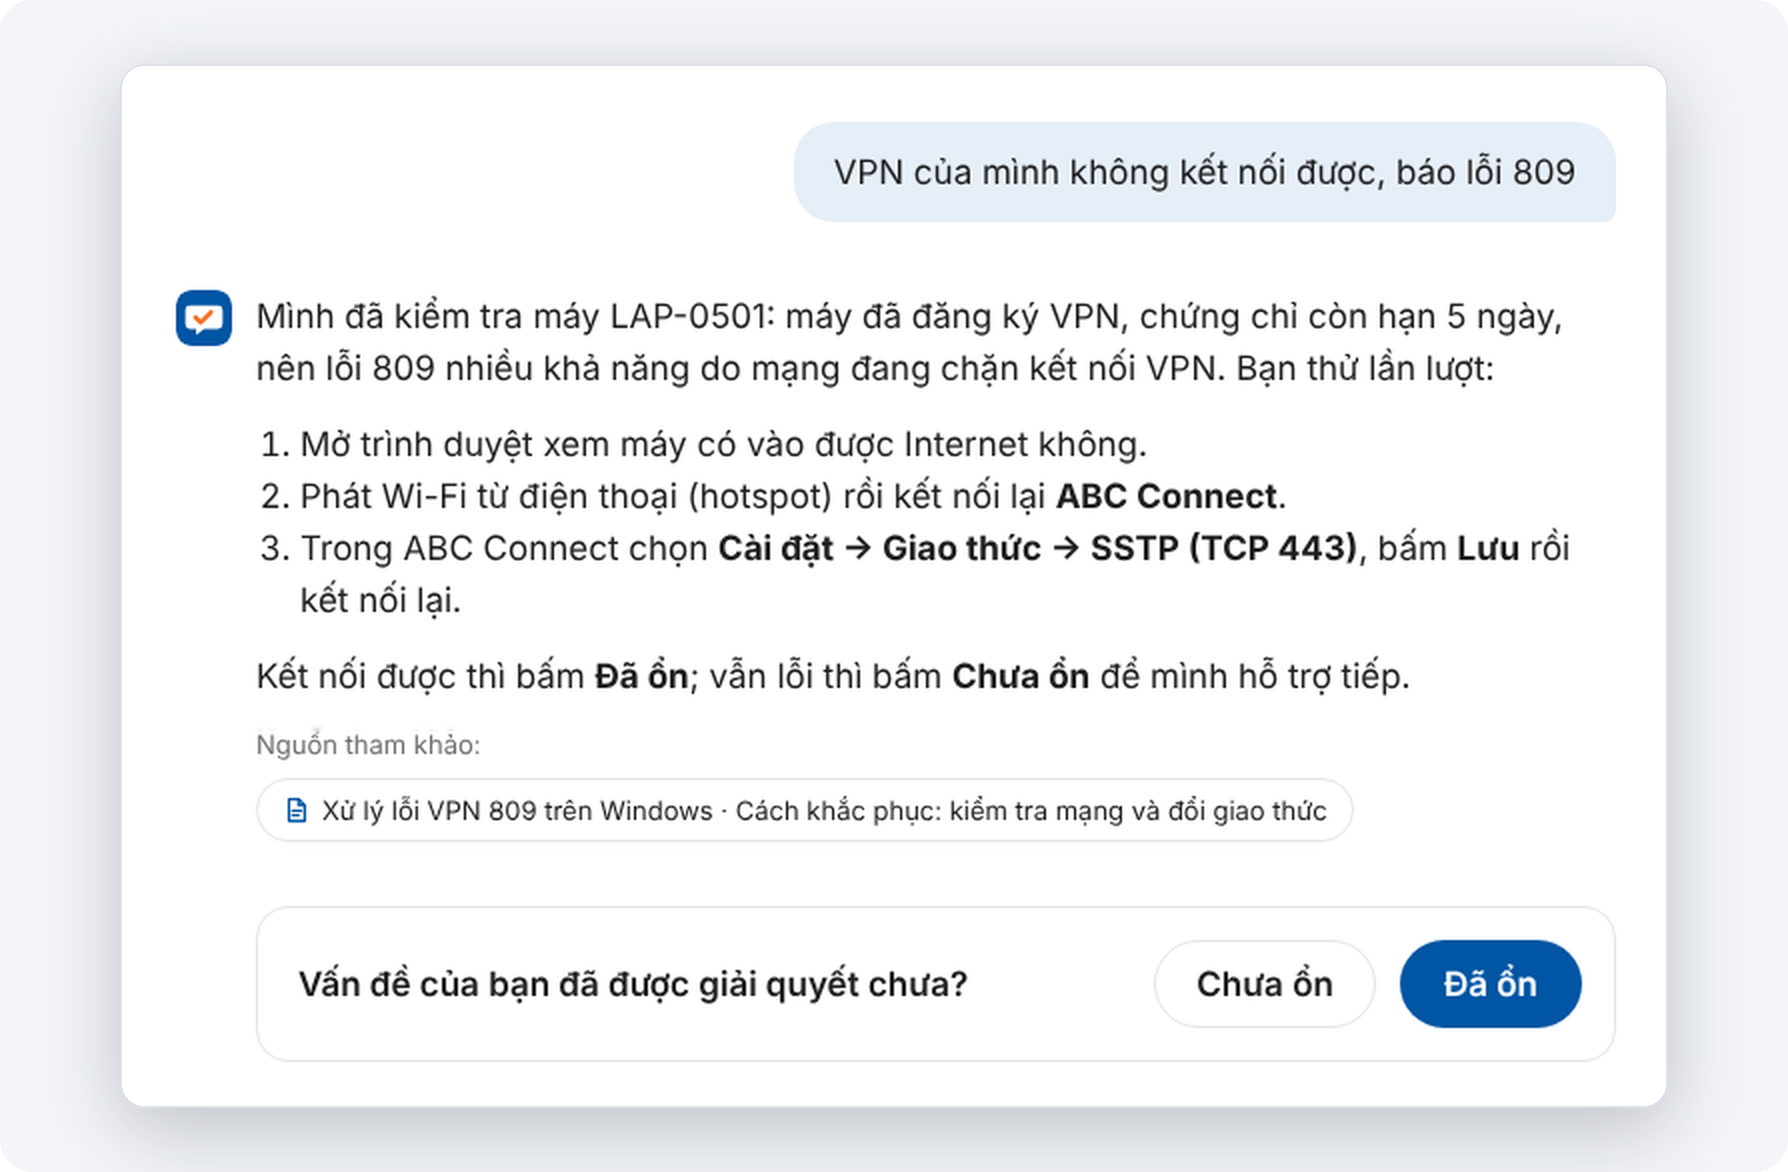 VPN của mình không kết nối được, báo lỗi 809
Mình đã kiểm tra máy LAP-0501: máy đã đăng ký VPN, chứng chỉ còn hạn 5 ngày,
nên lỗi 809 nhiều khả năng do mạng đang chặn kết nối VPN. Bạn thử lần lượt:
1. Mở trình duyệt xem máy có vào được Internet không.
2. Phát Wi-Fi từ điện thoại (hotspot) rồi kết nối lại ABC Connect.
3. Trong ABC Connect chọn Cài đặt → Giao thức → SSTP (TCP 443), bấm Lưu rồi
kết nối lại.
Kết nối được thì bấm Đã ổn; vẫn lỗi thì bấm Chưa ổn để mình hỗ trợ tiếp.
Nguồn tham khảo:
Xử lý lỗi VPN 809 trên Windows · Cách khắc phục: kiểm tra mạng và đổi giao thức
Vấn đề của bạn đã được giải quyết chưa?
Chưa ổn
Đã ổn